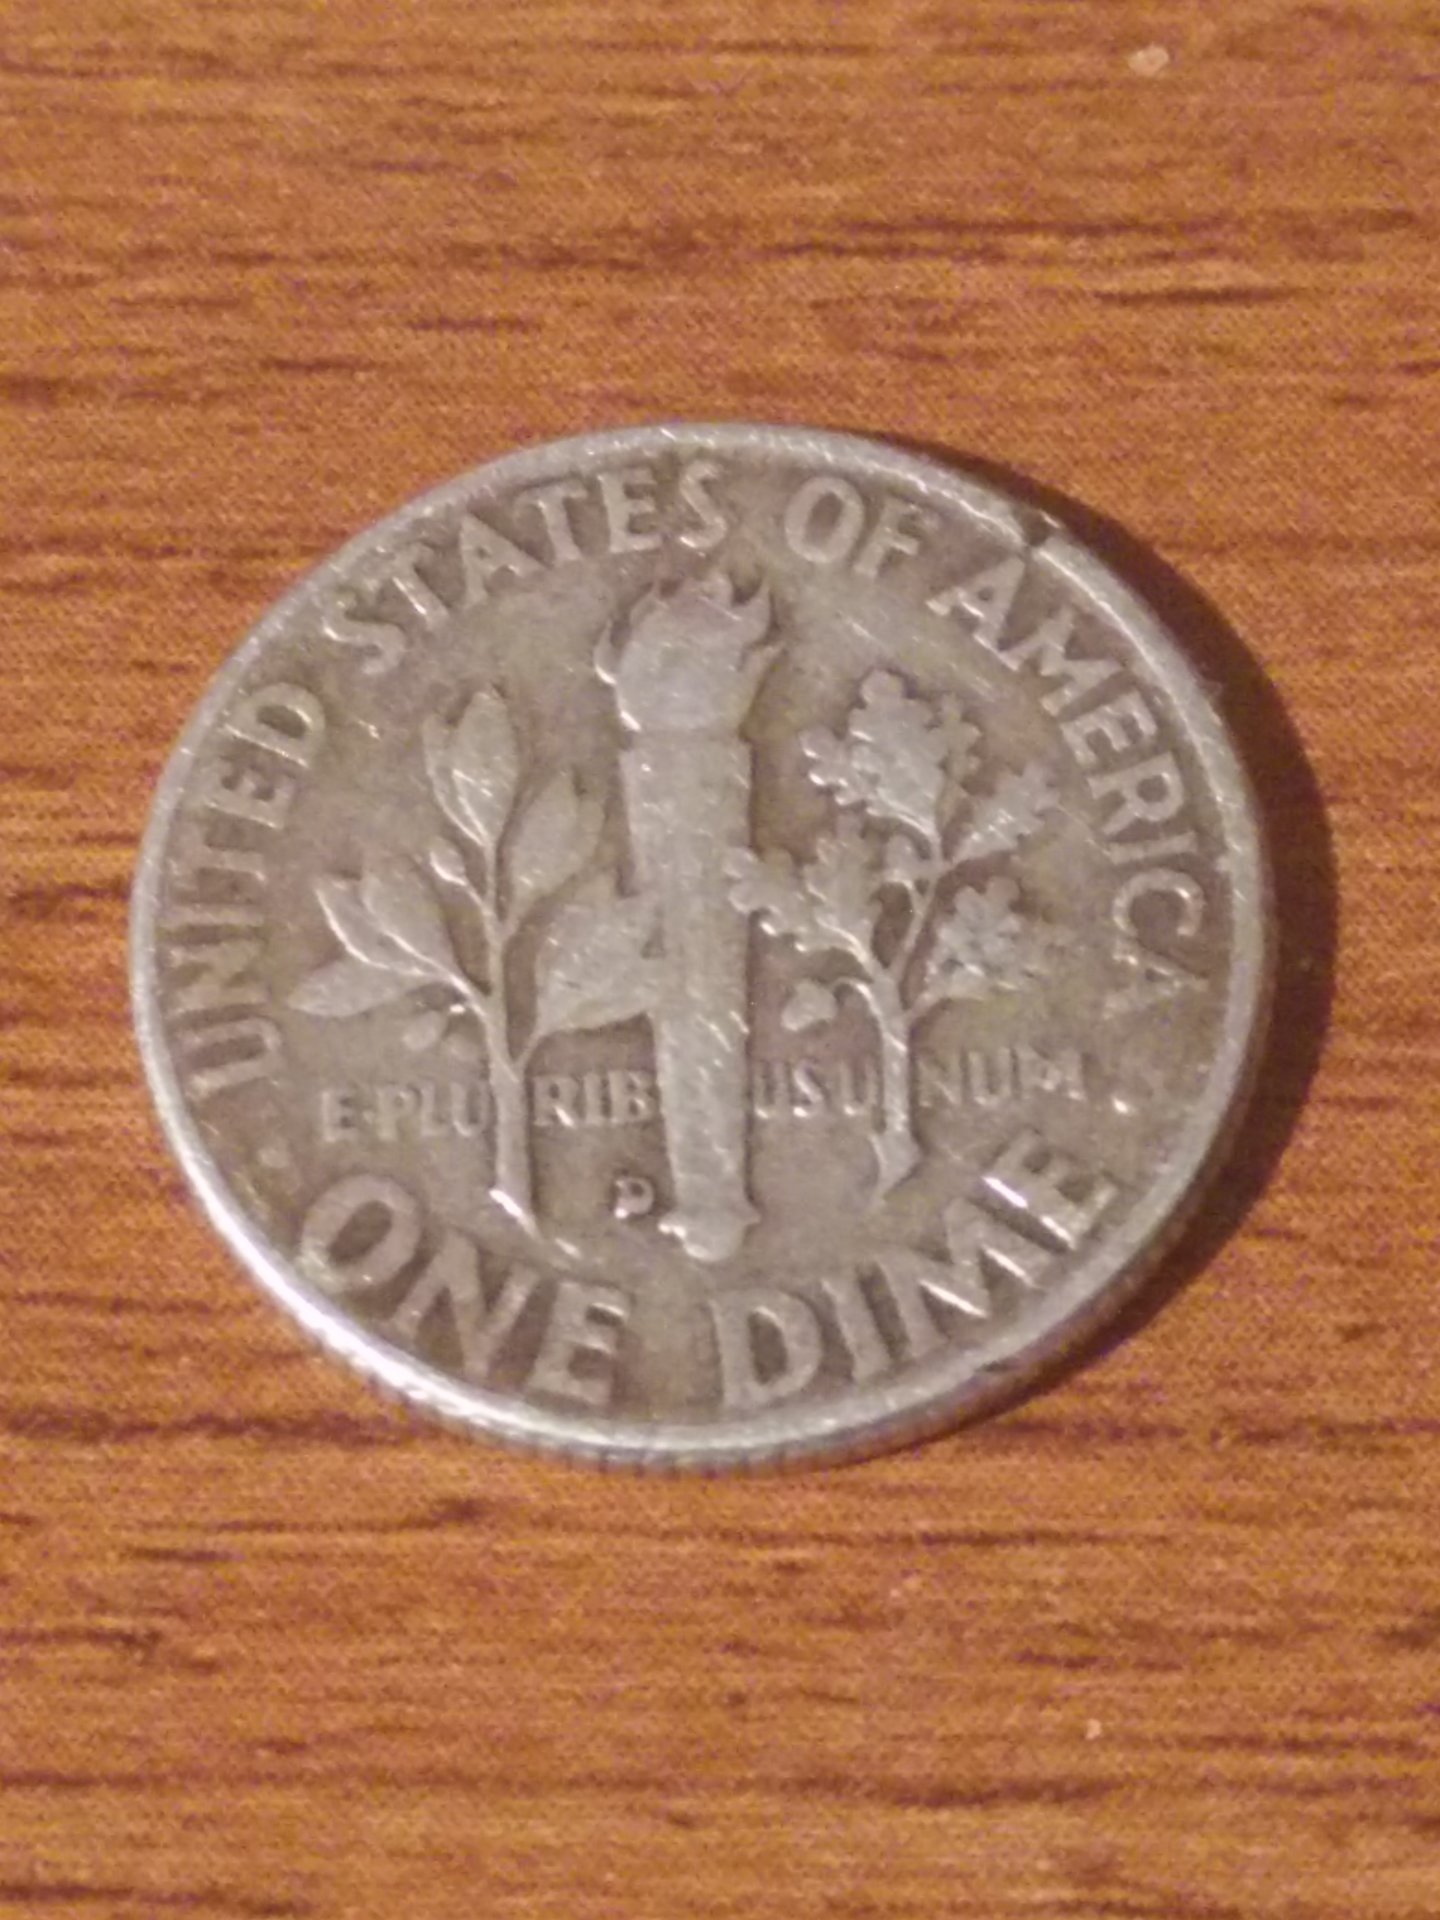 UNITED STATES OF AMERICA
E·PLURIBUS UNUM
D
ONE DIME